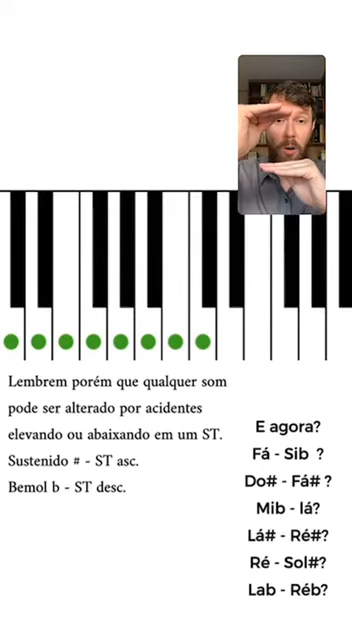 Lembrem porém que qualquer som
pode ser alterado por acidentes
elevando ou abaixando em um ST.
Sustenido # - ST asc.
Bemol b - ST desc.
E agora?
Fá - Sib ?
Do# - Fá# ?
Mib - lá?
Lá# - Ré#?
Ré - Sol#?
Lab - Réb?